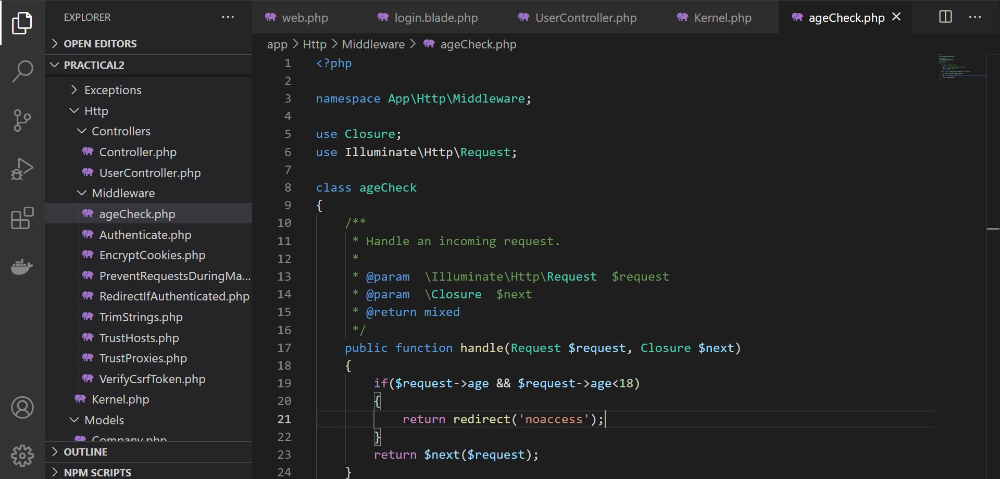 EXPLORER
OPEN EDITORS
PRACTICAL2
Exceptions
Http
Controllers
Controller.php
UserController.php
Middleware
ageCheck.php
Authenticate.php
EncryptCookies.php
PreventRequestsDuringMa...
RedirectIfAuthenticated.php
TrimStrings.php
TrustHosts.php
TrustProxies.php
VerifyCsrfToken.php
Kernel.php
Models
Company.php
OUTLINE
NPM SCRIPTS
web.php login.blade.php UserController.php Kernel.php ageCheck.php
app > Http > Middleware > ageCheck.php
1 <?php
2
3 namespace App\Http\Middleware;
4
5 use Closure;
6 use Illuminate\Http\Request;
7
8 class ageCheck
9 {
10 /**
11 * Handle an incoming request.
12 *
13 * @param  \Illuminate\Http\Request  $request
14 * @param  \Closure  $next
15 * @return mixed
16 */
17 public function handle(Request $request, Closure $next)
18 {
19 if($request->age && $request->age<18)
20 {
21 return redirect('noaccess');
22 }
23 return $next($request);
24 }